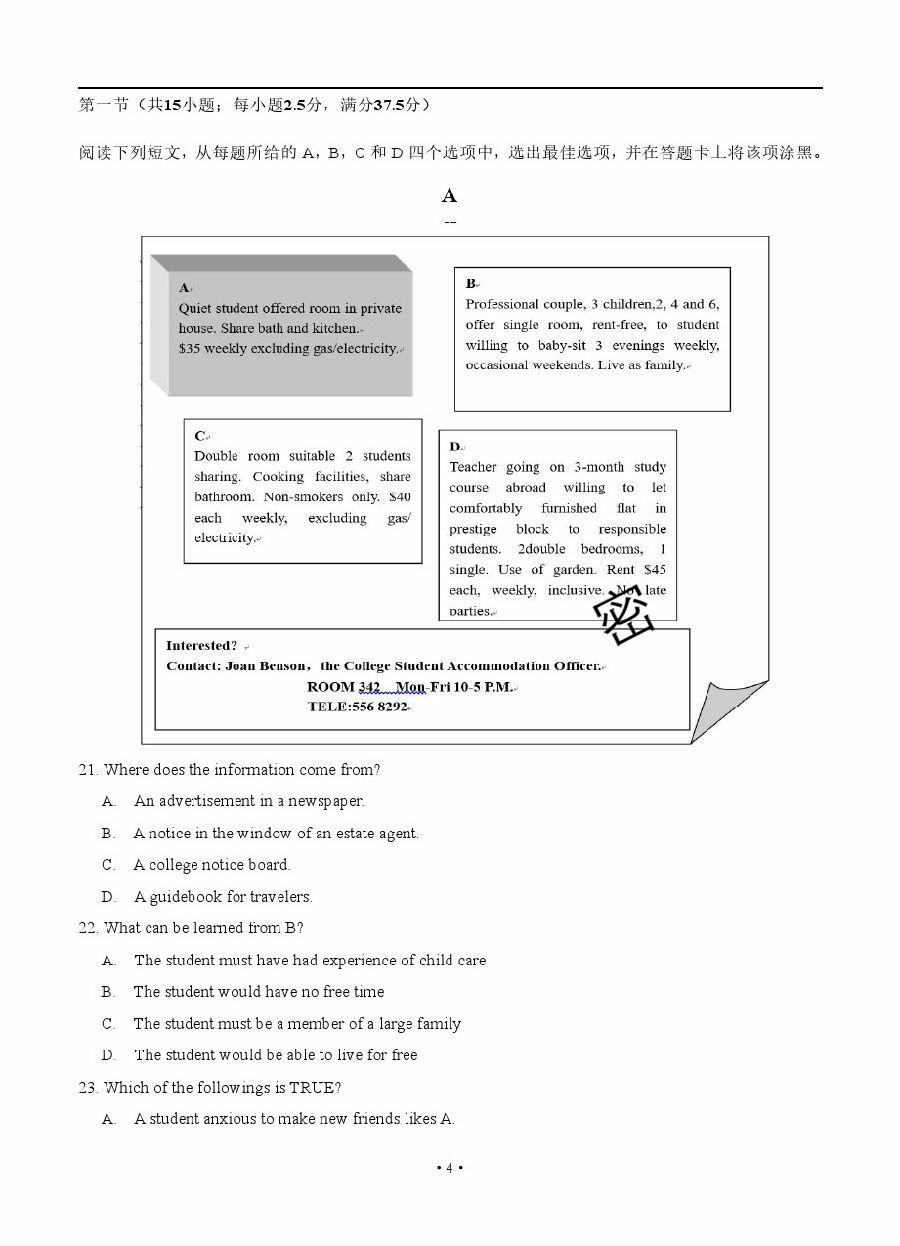 第一节（共15小题；每小题2.5分，满分37.5分）
阅读下列短文，从每题所给的 A，B，C 和 D 四个选项中，选出最佳选项，并在答题卡上将该项涂黑。
A
A
Quiet student offered room in private
house. Share bath and kitchen.
$35 weekly excluding gas/electricity.
B
Professional couple, 3 children,2, 4 and 6,
offer single room, rent-free, to student
willing to baby-sit 3 evenings weekly,
occasional weekends. Live as family.
C
Double room suitable 2 students
sharing. Cooking facilities, share
bathroom. Non-smokers only. $40
each weekly, excluding gas/
electricity.
D
Teacher going on 3-month study
course abroad willing to let
comfortably furnished flat in
prestige block to responsible
students. 2double bedrooms, 1
single. Use of garden. Rent $45
each, weekly, inclusive. No late
parties.
密
Interested?
Contact: Joan Benson，the College Student Accommodation Officer.
ROOM 342 Mon-Fri 10-5 P.M.
TELE:556 8292
21. Where does the information come from?
A. An advertisement in a newspaper.
B. A notice in the window of an estate agent.
C. A college notice board.
D. A guidebook for travelers.
22. What can be learned from B?
A. The student must have had experience of child care
B. The student would have no free time
C. The student must be a member of a large family
D. The student would be able to live for free
23. Which of the followings is TRUE?
A. A student anxious to make new friends likes A.
• 4 •